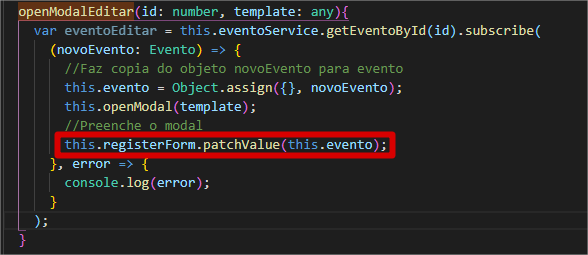 openModalEditar(id: number, template: any){
var eventoEditar = this.eventoService.getEventoById(id).subscribe(
(novoEvento: Evento) => {
//Faz copia do objeto novoEvento para evento
this.evento = Object.assign({}, novoEvento);
this.openModal(template);
//Preenche o modal
this.registerForm.patchValue(this.evento);
}, error => {
console.log(error);
}
);
}